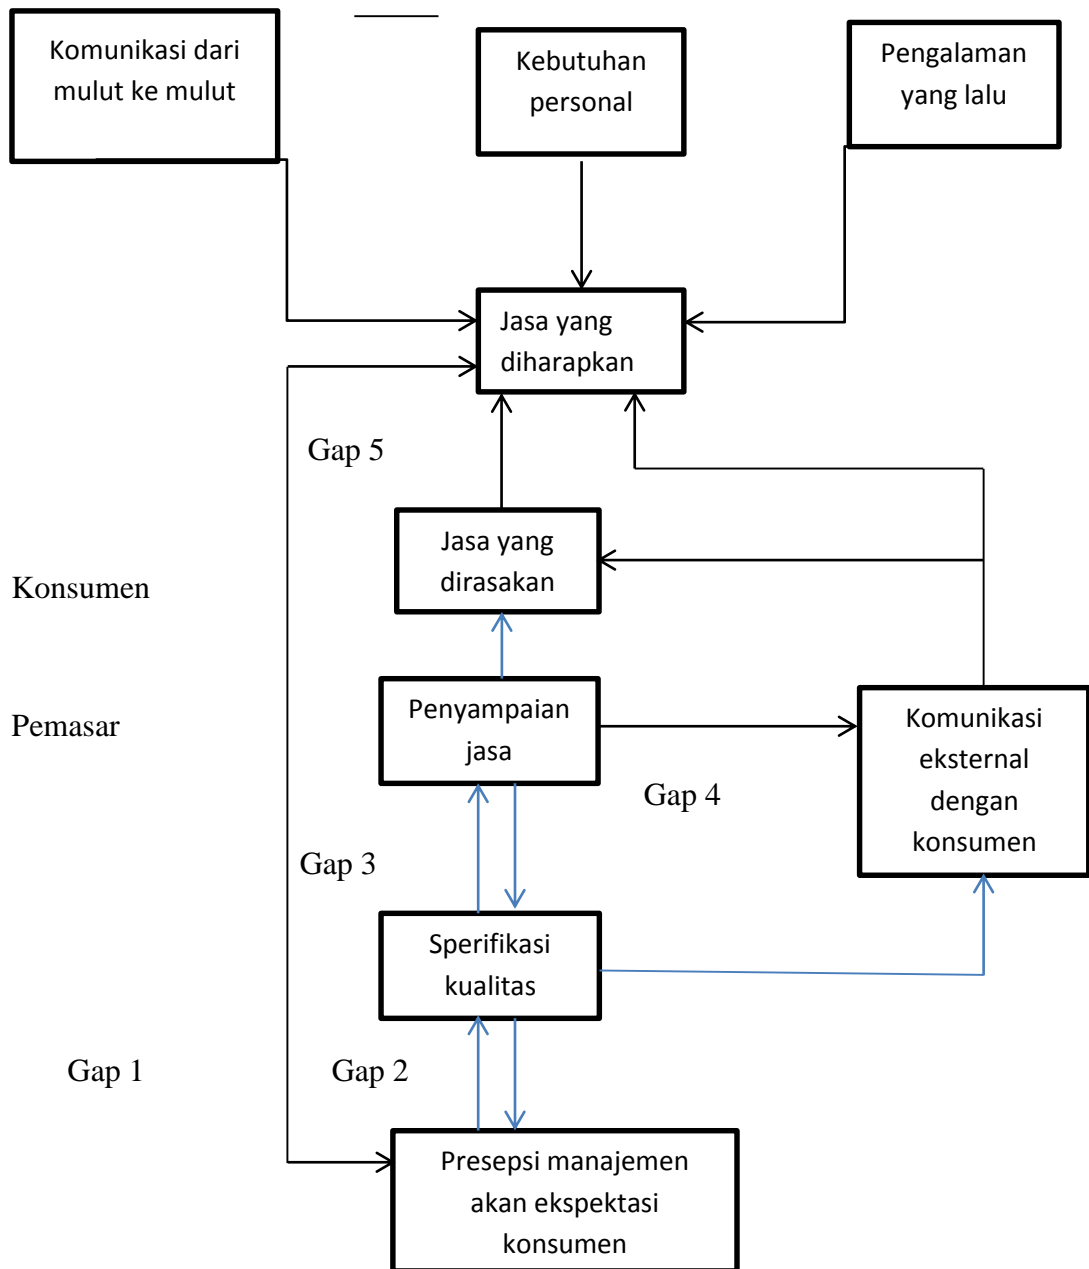 Komunikasi dari
mulut ke mulut
Kebutuhan
personal
Pengalaman
yang lalu
Jasa yang
diharapkan
Gap 5
Jasa yang
dirasakan
Konsumen
Pemasar
Penyampaian
jasa
Komunikasi
eksternal
dengan
konsumen
Gap 4
Gap 3
Sperifikasi
kualitas
Gap 1
Gap 2
Presepsi manajemen
akan ekspektasi
konsumen